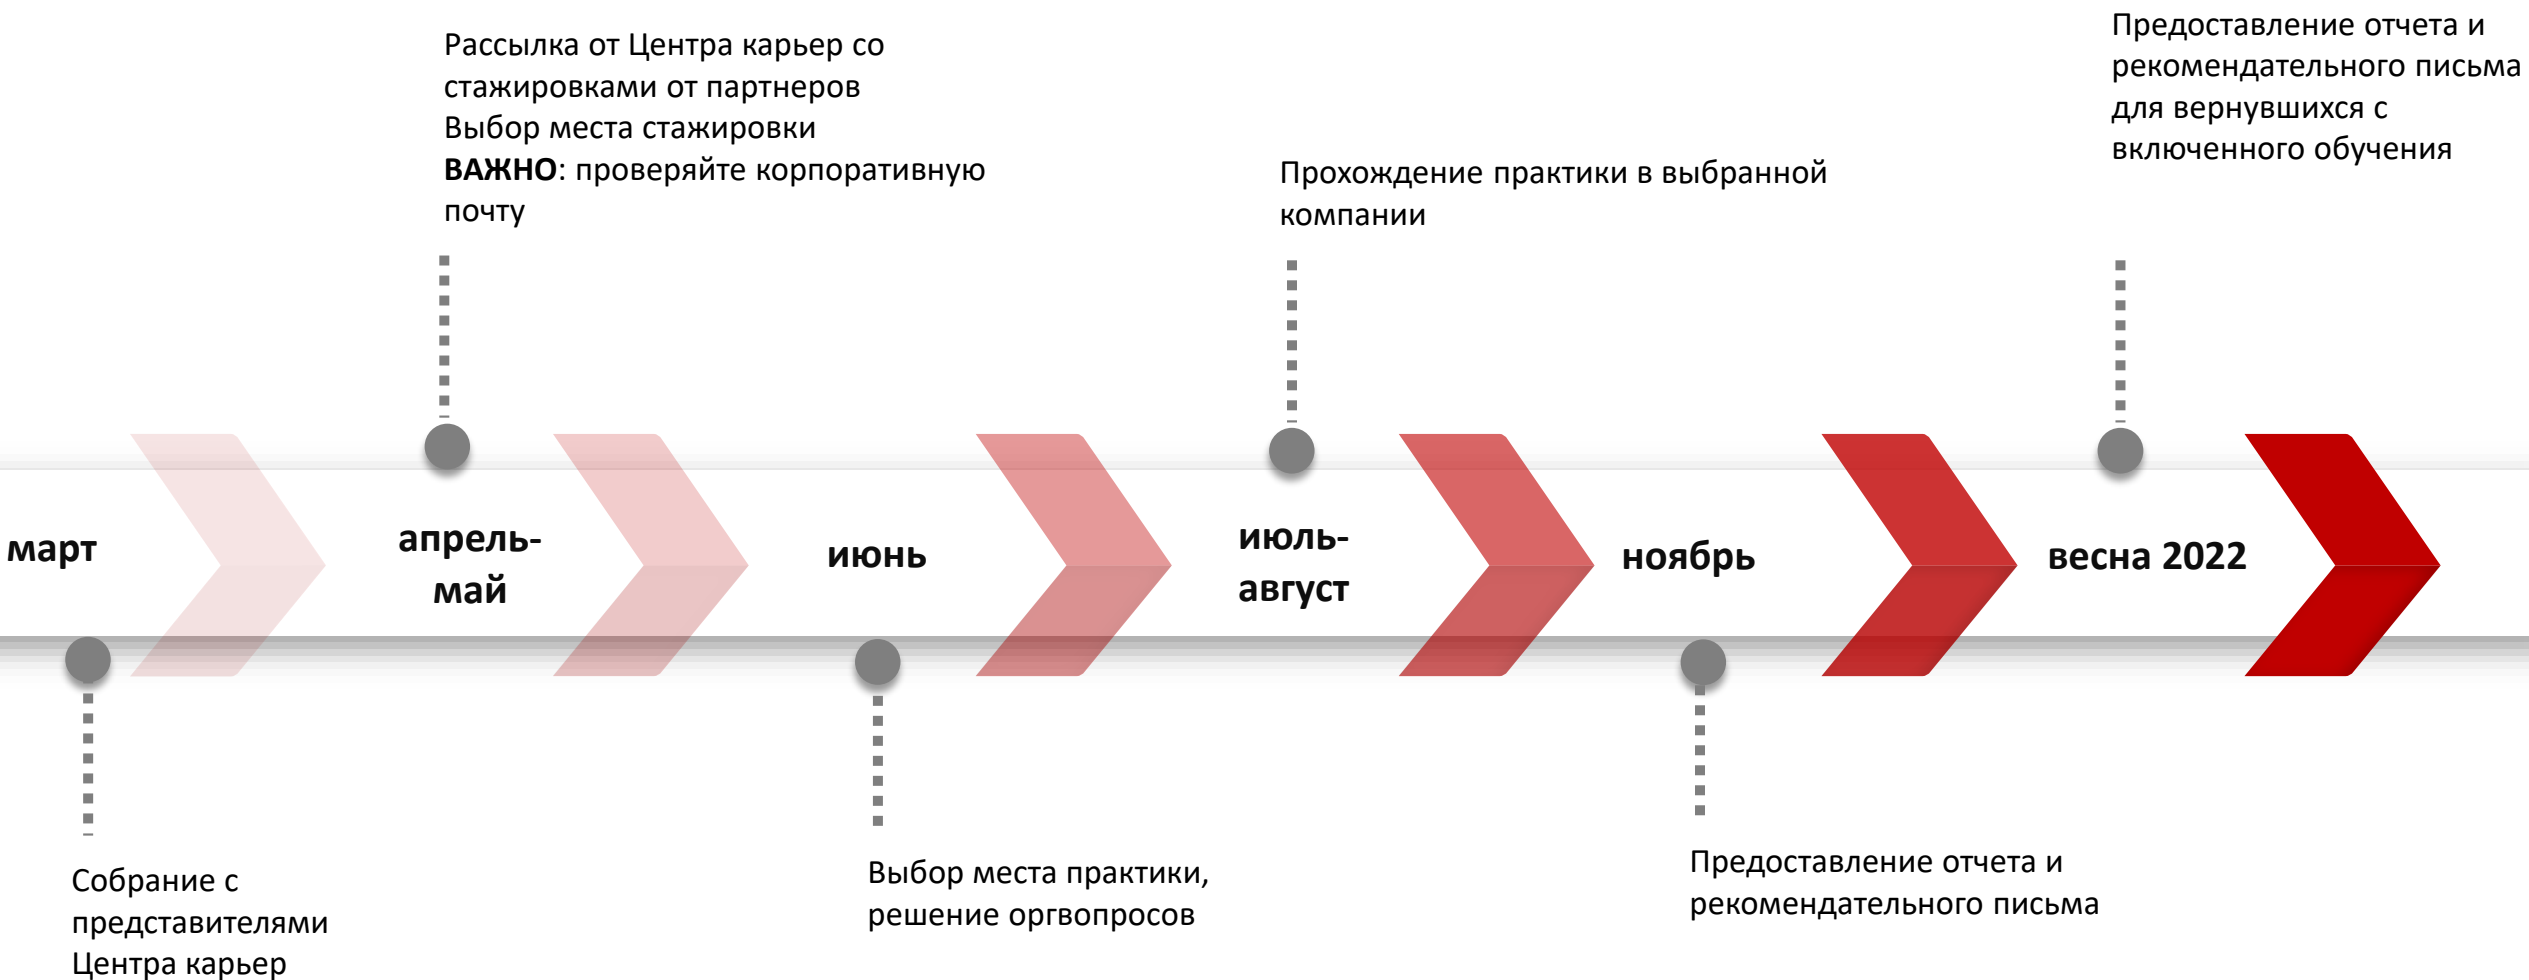 Предоставление отчета и
рекомендательного письма
для вернувшихся с
включенного обучения
Рассылка от Центра карьер со
стажировками от партнеров
Выбор места стажировки
ВАЖНО: проверяйте корпоративную
почту
Прохождение практики в выбранной
компании
март
апрель-
май
июнь
июль-
август
ноябрь
весна 2022
Собрание с
представителями
Центра карьер
Выбор места практики,
решение оргвопросов
Предоставление отчета и
рекомендательного письма